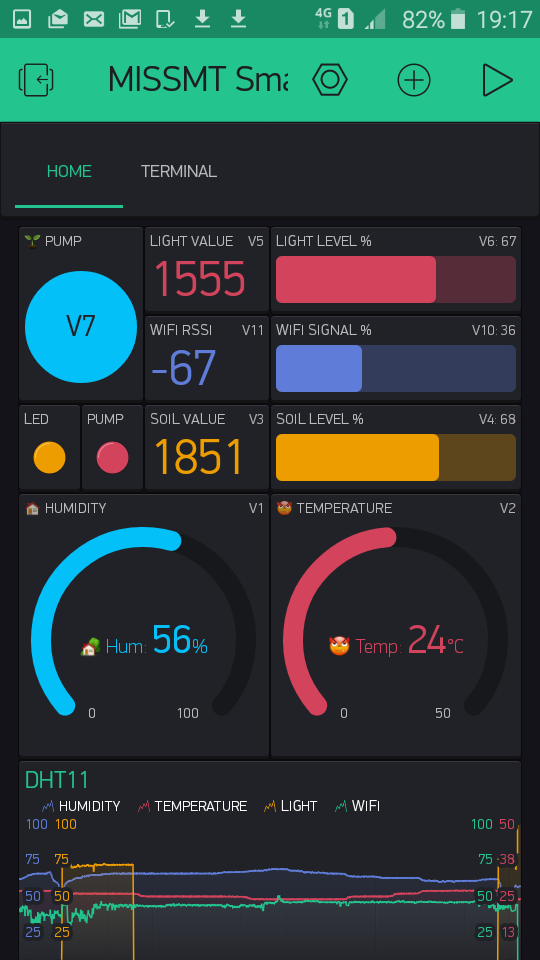 4G 1 82% 19:17
MISSMT Sma
HOME TERMINAL
PUMP LIGHT VALUE V5 LIGHT LEVEL % V6: 67
V7 1555
WIFI RSSI V11 WIFI SIGNAL % V10: 36
-67
LED PUMP SOIL VALUE V3 SOIL LEVEL % V4: 68
1851
HUMIDITY V1 TEMPERATURE V2
Hum: 56% Temp: 24°C
0 100 0 50
DHT11
HUMIDITY TEMPERATURE LIGHT WIFI
100 100 100 50
75 75 75 38
50 50 50 25
25 25 25 13